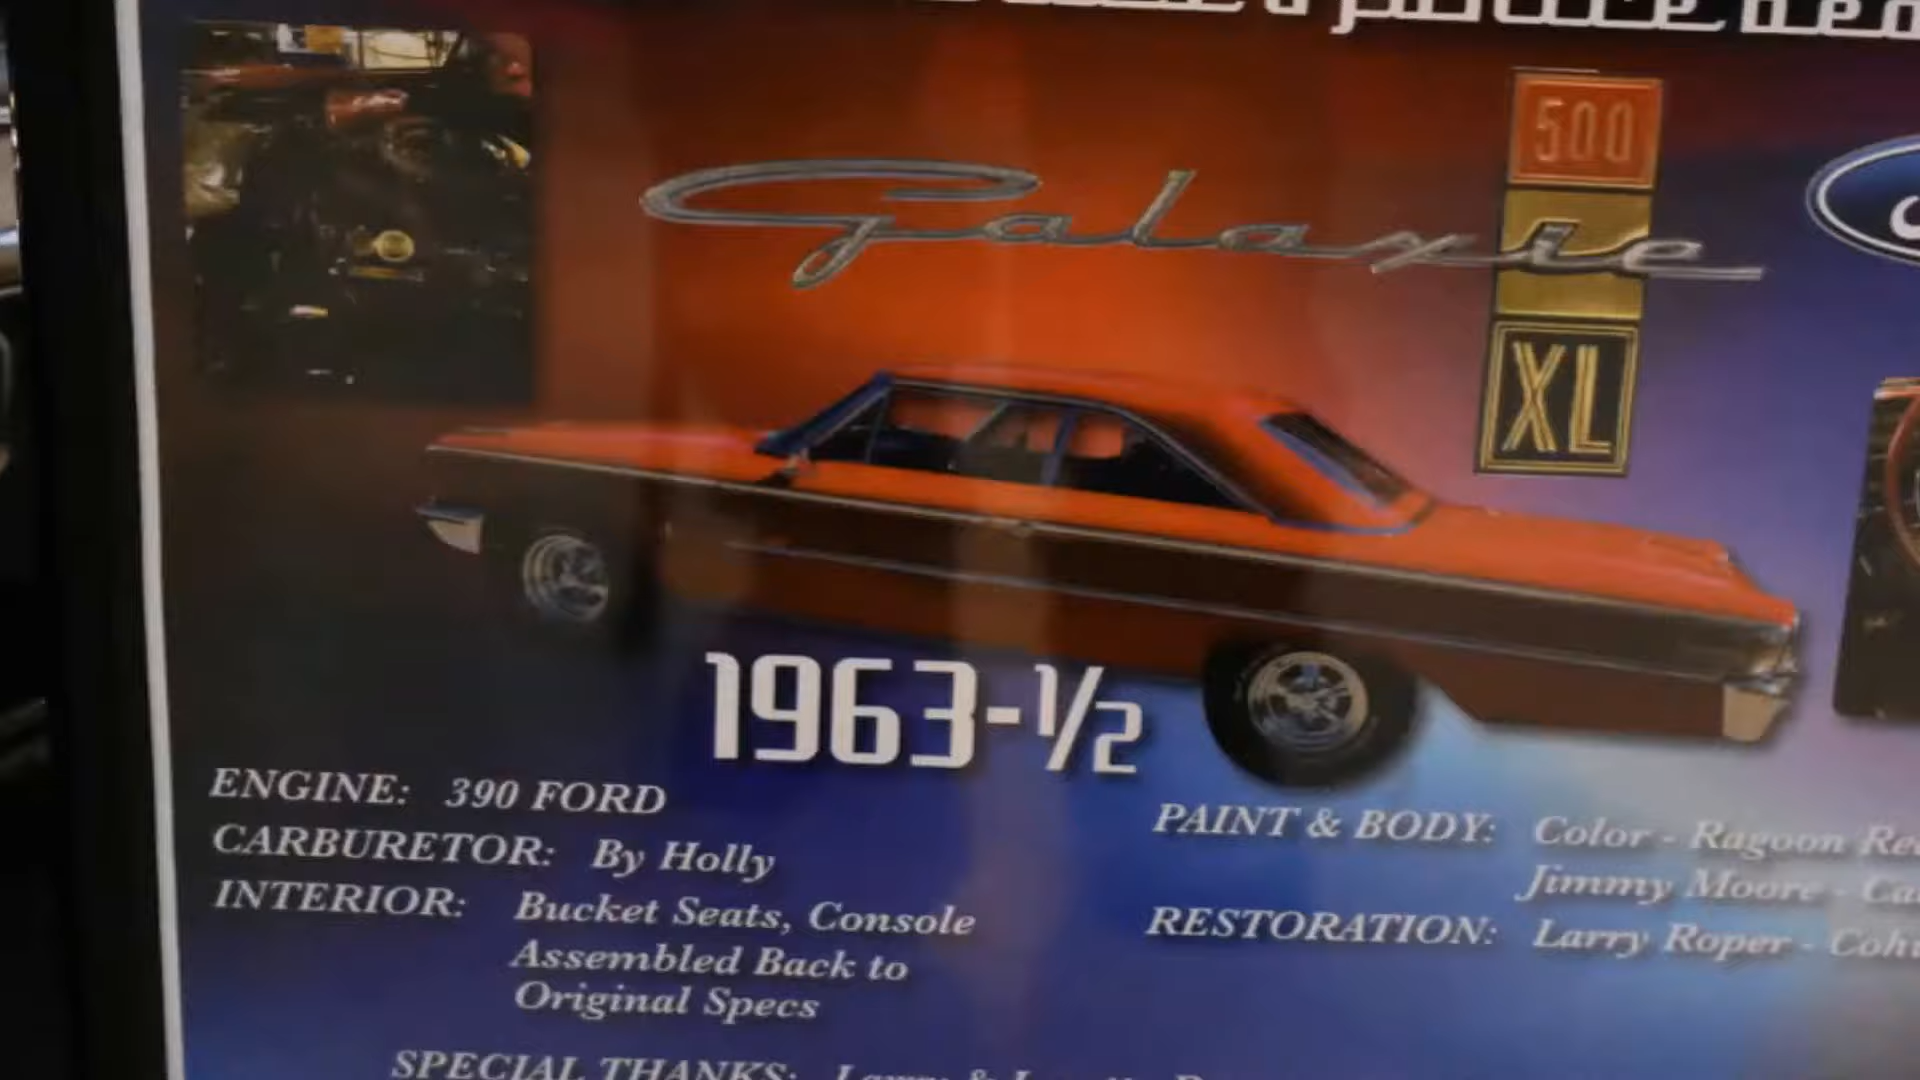 500
Galaxie
XL
1963-½
ENGINE: 390 FORD
CARBURETOR: By Holly
INTERIOR: Bucket Seats, Console
Assembled Back to
Original Specs
PAINT & BODY: Color - Ragoon
Jimmy Moore -
RESTORATION: Larry Roper -
SPECIAL THANKS: Larry &